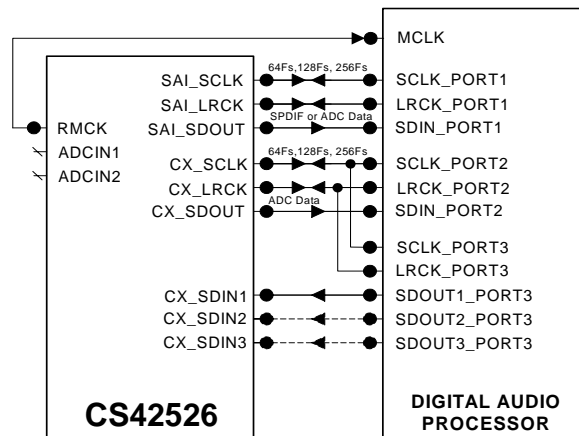 MCLK
64Fs,128Fs, 256Fs
SAI_SCLK SCLK_PORT1
SAI_LRCK LRCK_PORT1
SPDIF or ADC Data
RMCK SAI_SDOUT SDIN_PORT1
ADCIN1
64Fs,128Fs, 256Fs
CX_SCLK SCLK_PORT2
ADCIN2
CX_LRCK LRCK_PORT2
ADC Data
CX_SDOUT SDIN_PORT2
SCLK_PORT3
LRCK_PORT3
CX_SDIN1 SDOUT1_PORT3
CX_SDIN2 SDOUT2_PORT3
CX_SDIN3 SDOUT3_PORT3
CS42526
DIGITAL AUDIO
PROCESSOR